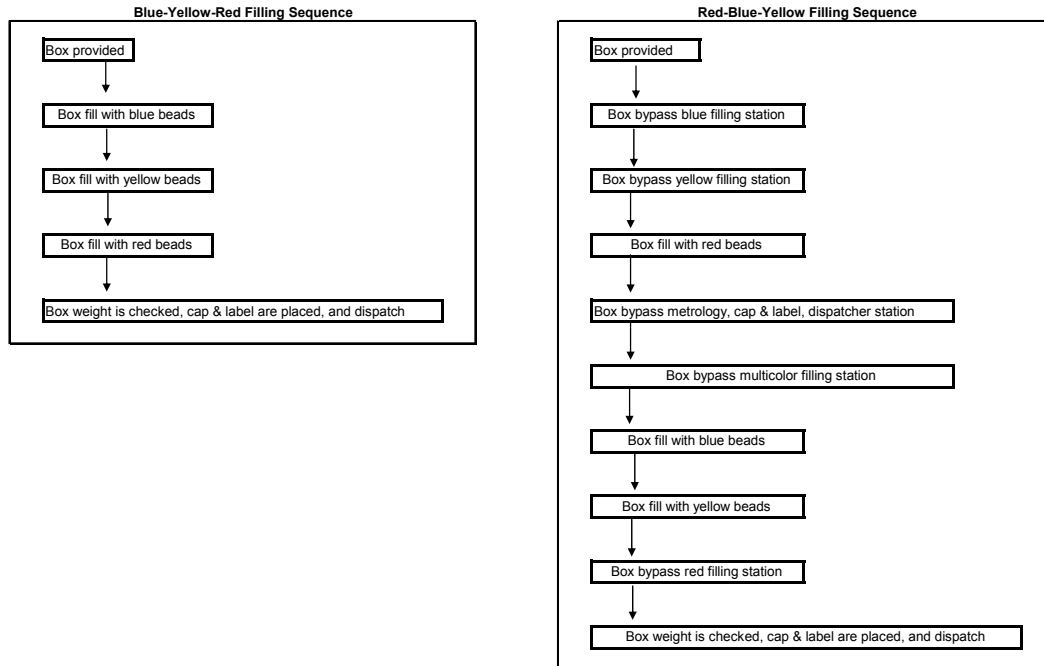 Blue-Yellow-Red Filling Sequence
Box provided
Box fill with blue beads
Box fill with yellow beads
Box fill with red beads
Box weight is checked, cap & label are placed, and dispatch
Red-Blue-Yellow Filling Sequence
Box provided
Box bypass blue filling station
Box bypass yellow filling station
Box fill with red beads
Box bypass metrology, cap & label, dispatcher station
Box bypass multicolor filling station
Box fill with blue beads
Box fill with yellow beads
Box bypass red filling station
Box weight is checked, cap & label are placed, and dispatch